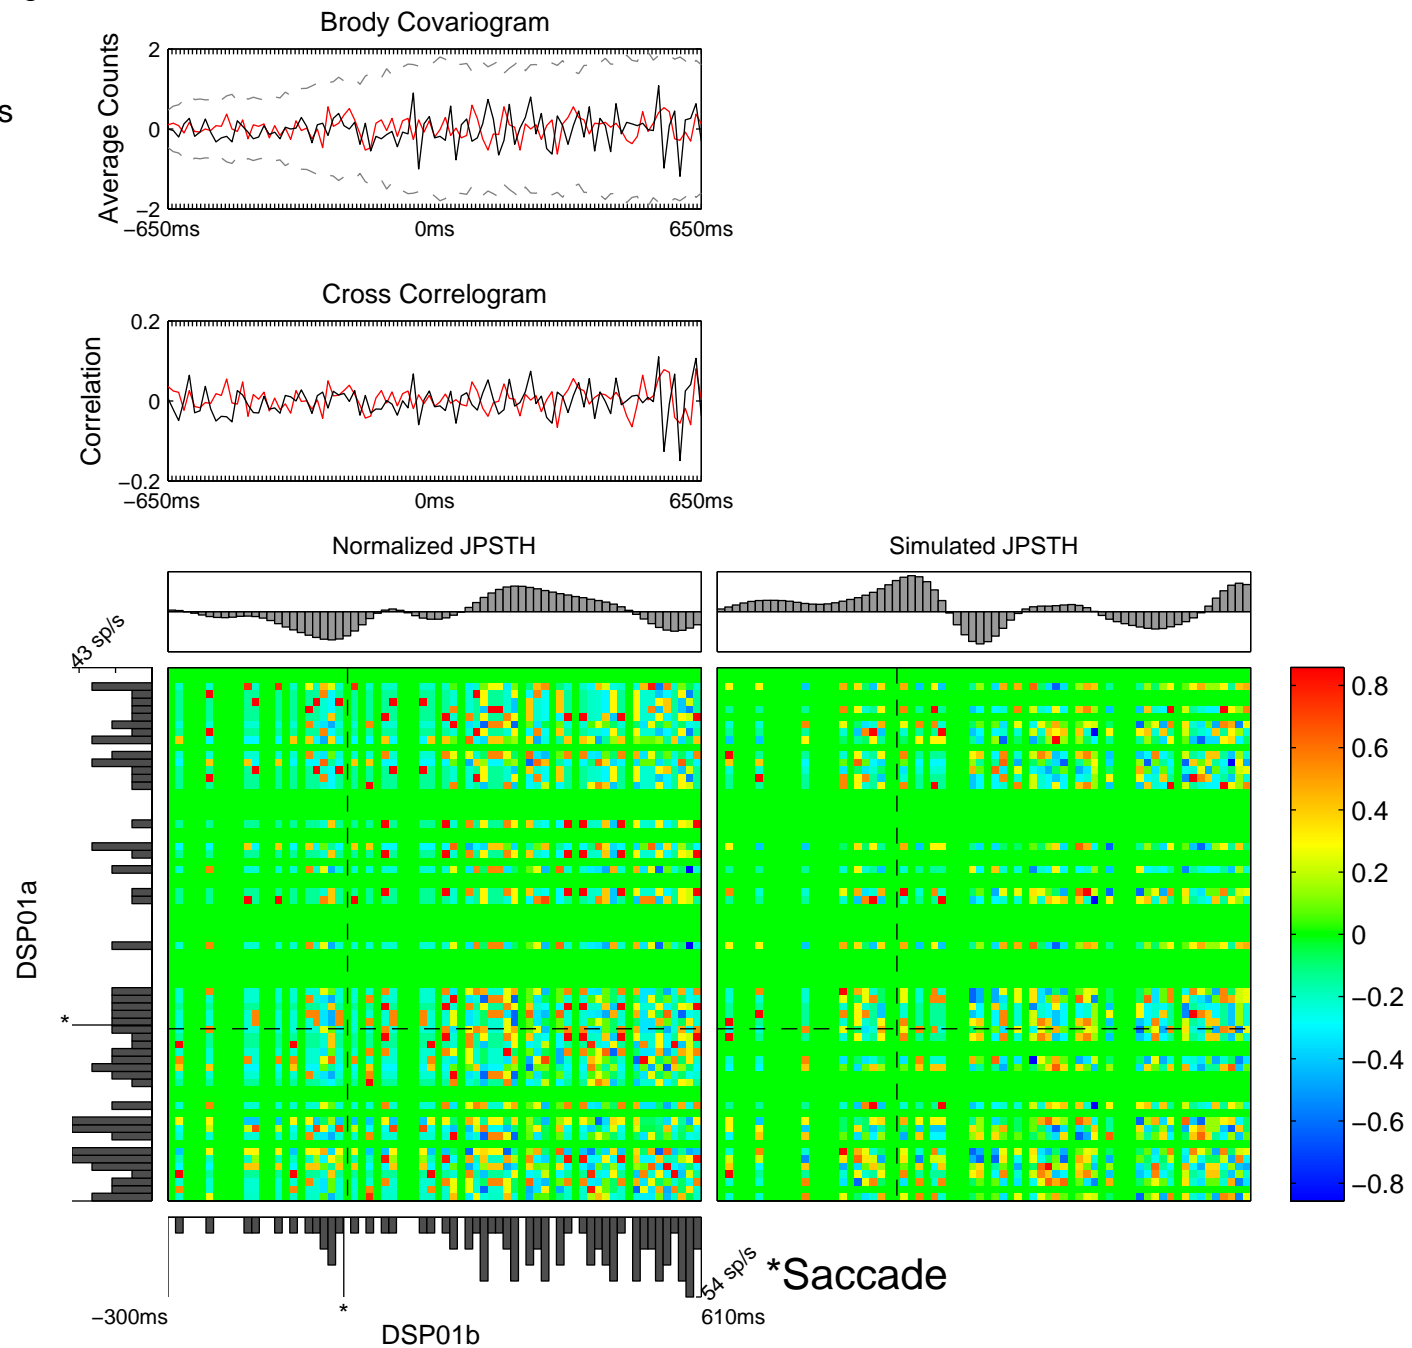 g
Brody Covariogram
s
Average Counts
2
0
−2
−650ms
0ms
650ms
Cross Correlogram
Correlation
0.2
0
−0.2
−650ms
0ms
650ms
Normalized JPSTH
Simulated JPSTH
43 sp/s
DSP01a
*
0.8
0.6
0.4
0.2
0
−0.2
−0.4
−0.6
−0.8
54 sp/s
*Saccade
−300ms
*
610ms
DSP01b